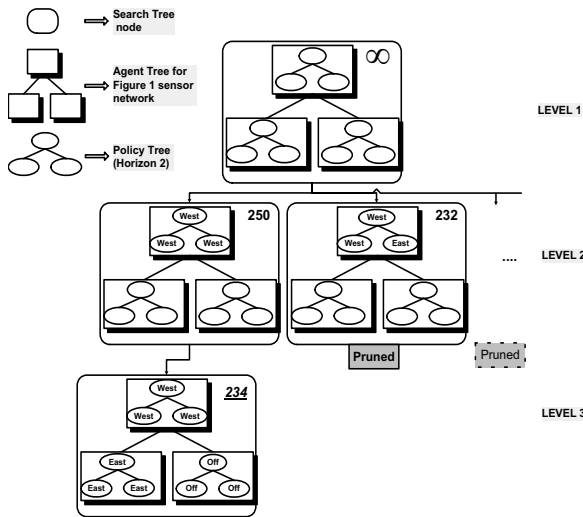 Search Tree
node
Agent Tree for
Figure 1 sensor
network
Policy Tree
(Horizon 2)
∞
LEVEL 1
West
West West
250
West
West East
232
....
LEVEL 2
Pruned
Pruned
West
West West
234
East
East East
Off
Off Off
LEVEL 3